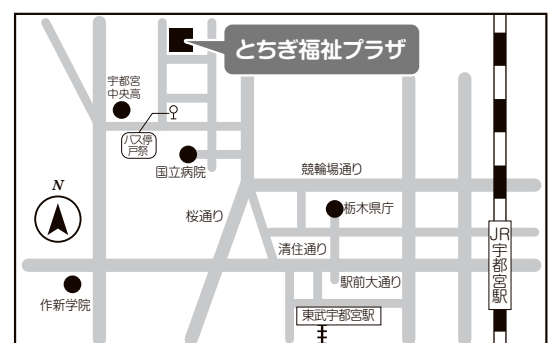 とちぎ福祉プラザ
宇都宮
中央高
バス停
戸祭
国立病院
競輪場通り
N
桜通り
栃木県庁
清住通り
JR宇都宮駅
駅前大通り
作新学院
東武宇都宮駅